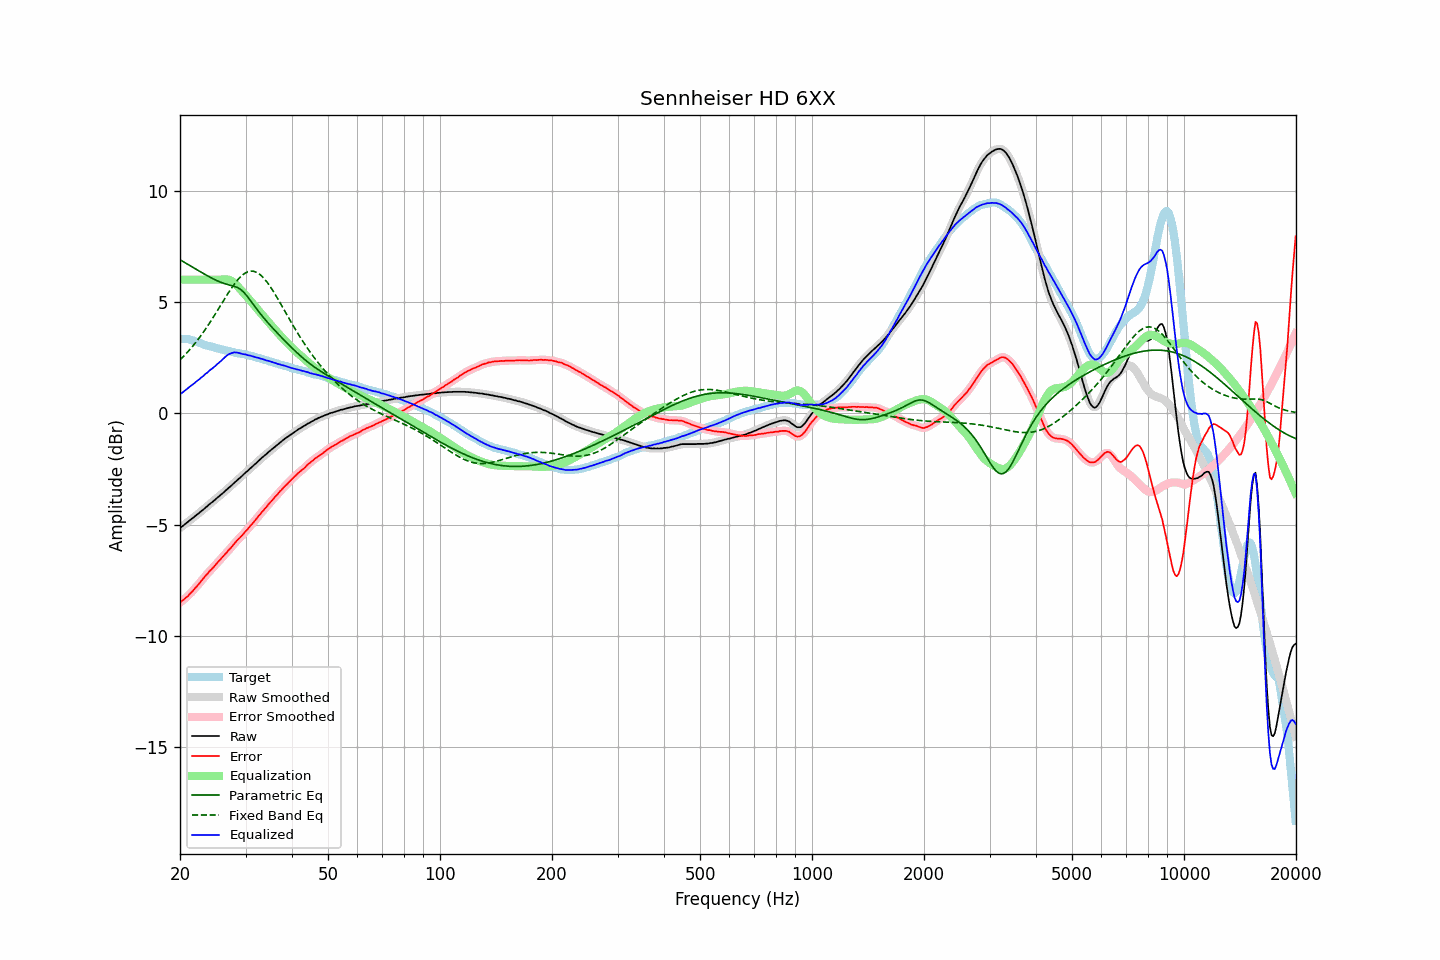 Sennheiser HD 6XX
Amplitude (dBr)
10
5
0
−5
−10
−15
Target
Raw Smoothed
Error Smoothed
Raw
Error
Equalization
Parametric Eq
Fixed Band Eq
Equalized
20 50 100 200 500 1000 2000 5000 10000 20000
Frequency (Hz)